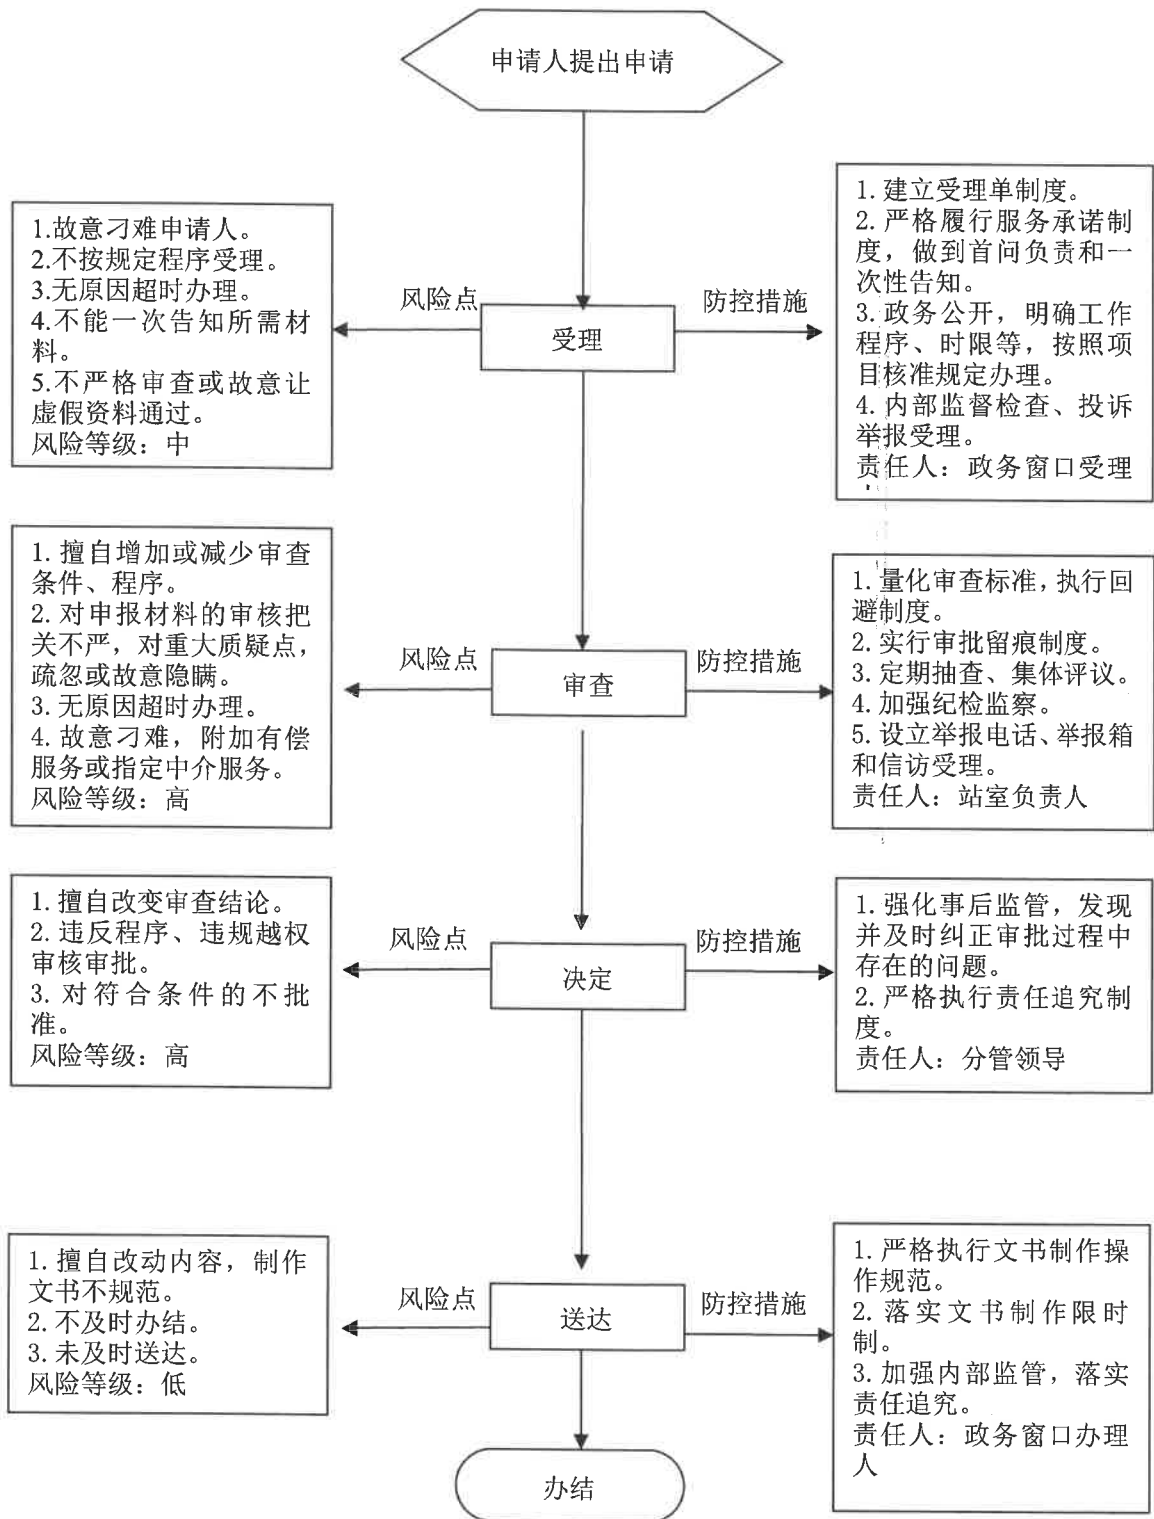 申请人提出申请
1.故意刁难申请人。
2.不按规定程序受理。
3.无原因超时办理。
4.不能一次告知所需材
料。
5.不严格审查或故意让
虚假资料通过。
风险等级：中
风险点
受理
防控措施
1. 建立受理单制度。
2. 严格履行服务承诺制
度，做到首问负责和一
次性告知。
3. 政务公开，明确工作
程序、时限等，按照项
目核准规定办理。
4. 内部监督检查、投诉
举报受理。
责任人：政务窗口受理
1. 擅自增加或减少审查
条件、程序。
2. 对申报材料的审核把
关不严，对重大质疑点，
疏忽或故意隐瞒。
3. 无原因超时办理。
4. 故意刁难，附加有偿
服务或指定中介服务。
风险等级：高
风险点
审查
防控措施
1. 量化审查标准，执行回
避制度。
2. 实行审批留痕制度。
3. 定期抽查、集体评议。
4. 加强纪检监察。
5. 设立举报电话、举报箱
和信访受理。
责任人：站室负责人
1. 擅自改变审查结论。
2. 违反程序、违规越权
审核审批。
3. 对符合条件的不批
准。
风险等级：高
风险点
决定
防控措施
1. 强化事后监管，发现
并及时纠正审批过程中
存在的问题。
2. 严格执行责任追究制
度。
责任人：分管领导
1. 擅自改动内容，制作
文书不规范。
2. 不及时办结。
3. 未及时送达。
风险等级：低
风险点
送达
防控措施
1. 严格执行文书制作操
作规范。
2. 落实文书制作限时
制。
3. 加强内部监管，落实
责任追究。
责任人：政务窗口办理
人
办结